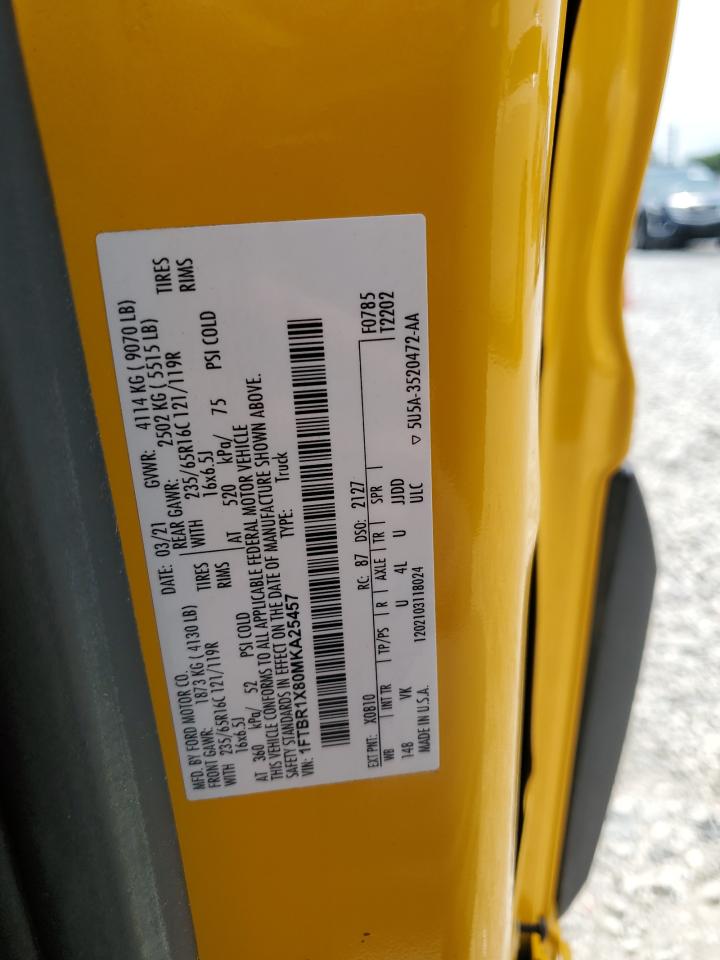 MFD. BY FORD MOTOR CO.
DATE: 03/21
GVWR: 4114 KG ( 9070 LB)
FRONT GAWR: 1873 KG ( 4130 LB)
REAR GAWR: 2502 KG ( 5515 LB)
WITH 235/65R16C 121/119R TIRES
WITH 235/65R16C 121/119R TIRES
16x6.5J RIMS
16x6.5J RIMS
AT 360 kPa/ 52 PSI COLD
AT 520 kPa/ 75 PSI COLD
THIS VEHICLE CONFORMS TO ALL APPLICABLE FEDERAL MOTOR VEHICLE
SAFETY STANDARDS IN EFFECT ON THE DATE OF MANUFACTURE SHOWN ABOVE.
VIN: 1FTBR1X80MKA25457
TYPE: Truck
EXT PNT: X0810 RC: 87 DSO: 2127 F0785
WB INT TR TP/PS R AXLE TR SPR T2202
148 VK U 4L U JJDD
MADE IN U.S.A. 1202103118024 ULC ▽ 5U5A-3520472-AA